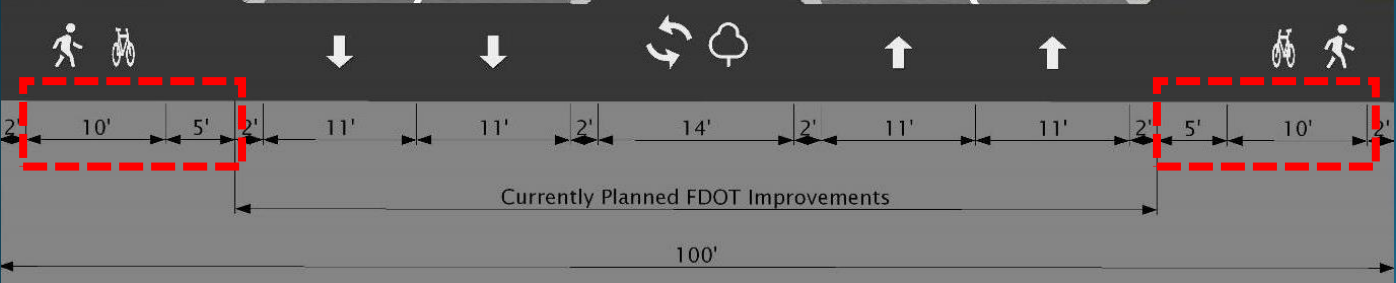 2' 10' 5' 2' 11' 11' 2' 14' 2' 11' 11' 2' 5' 10' 2'
Currently Planned FDOT Improvements
100'